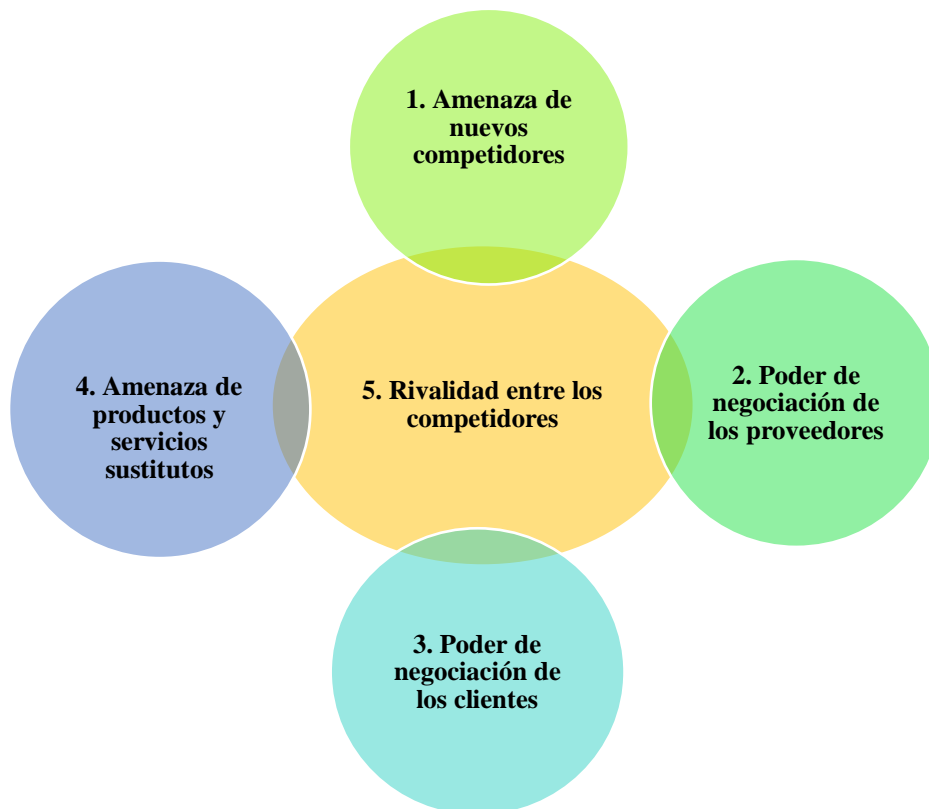 1. Amenaza de
nuevos
competidores
2. Poder de
negociación de
los proveedores
3. Poder de
negociación de
los clientes
4. Amenaza de
productos y
servicios
sustitutos
5. Rivalidad entre los
competidores